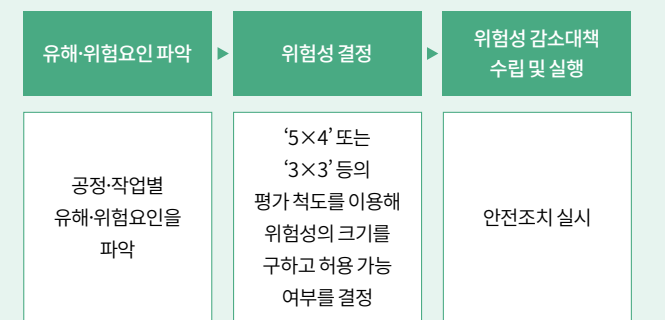 유해·위험요인 파악
위험성 결정
위험성 감소대책
수립 및 실행
공정·작업별
유해·위험요인을
파악
‘5×4’ 또는
‘3×3’ 등의
평가 척도를 이용해
위험성의 크기를
구하고 허용 가능
여부를 결정
안전조치 실시